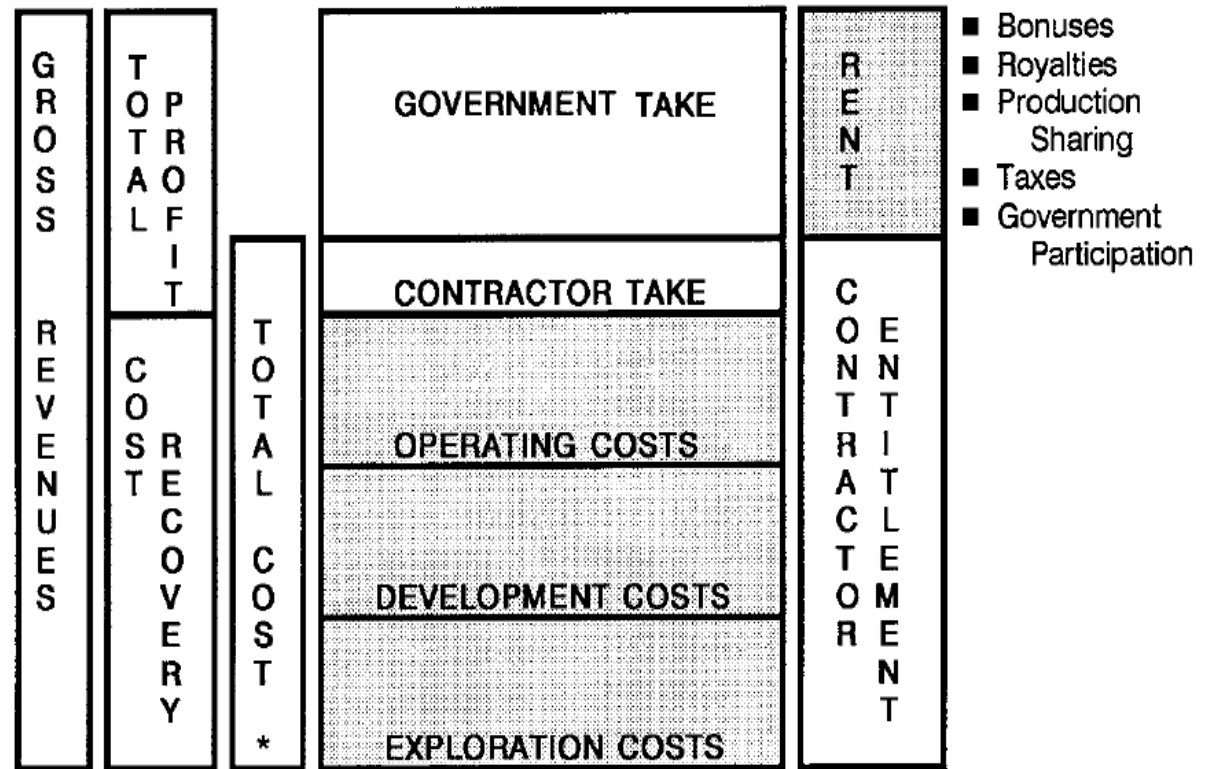 GROSS REVENUES
TOTAL PROFIT
COST RECOVERY
TOTAL COST *
GOVERNMENT TAKE
CONTRACTOR TAKE
OPERATING COSTS
DEVELOPMENT COSTS
EXPLORATION COSTS
RENT
CONTRACTOR ENTITLEMENT
■ Bonuses
■ Royalties
■ Production
Sharing
■ Taxes
■ Government
Participation